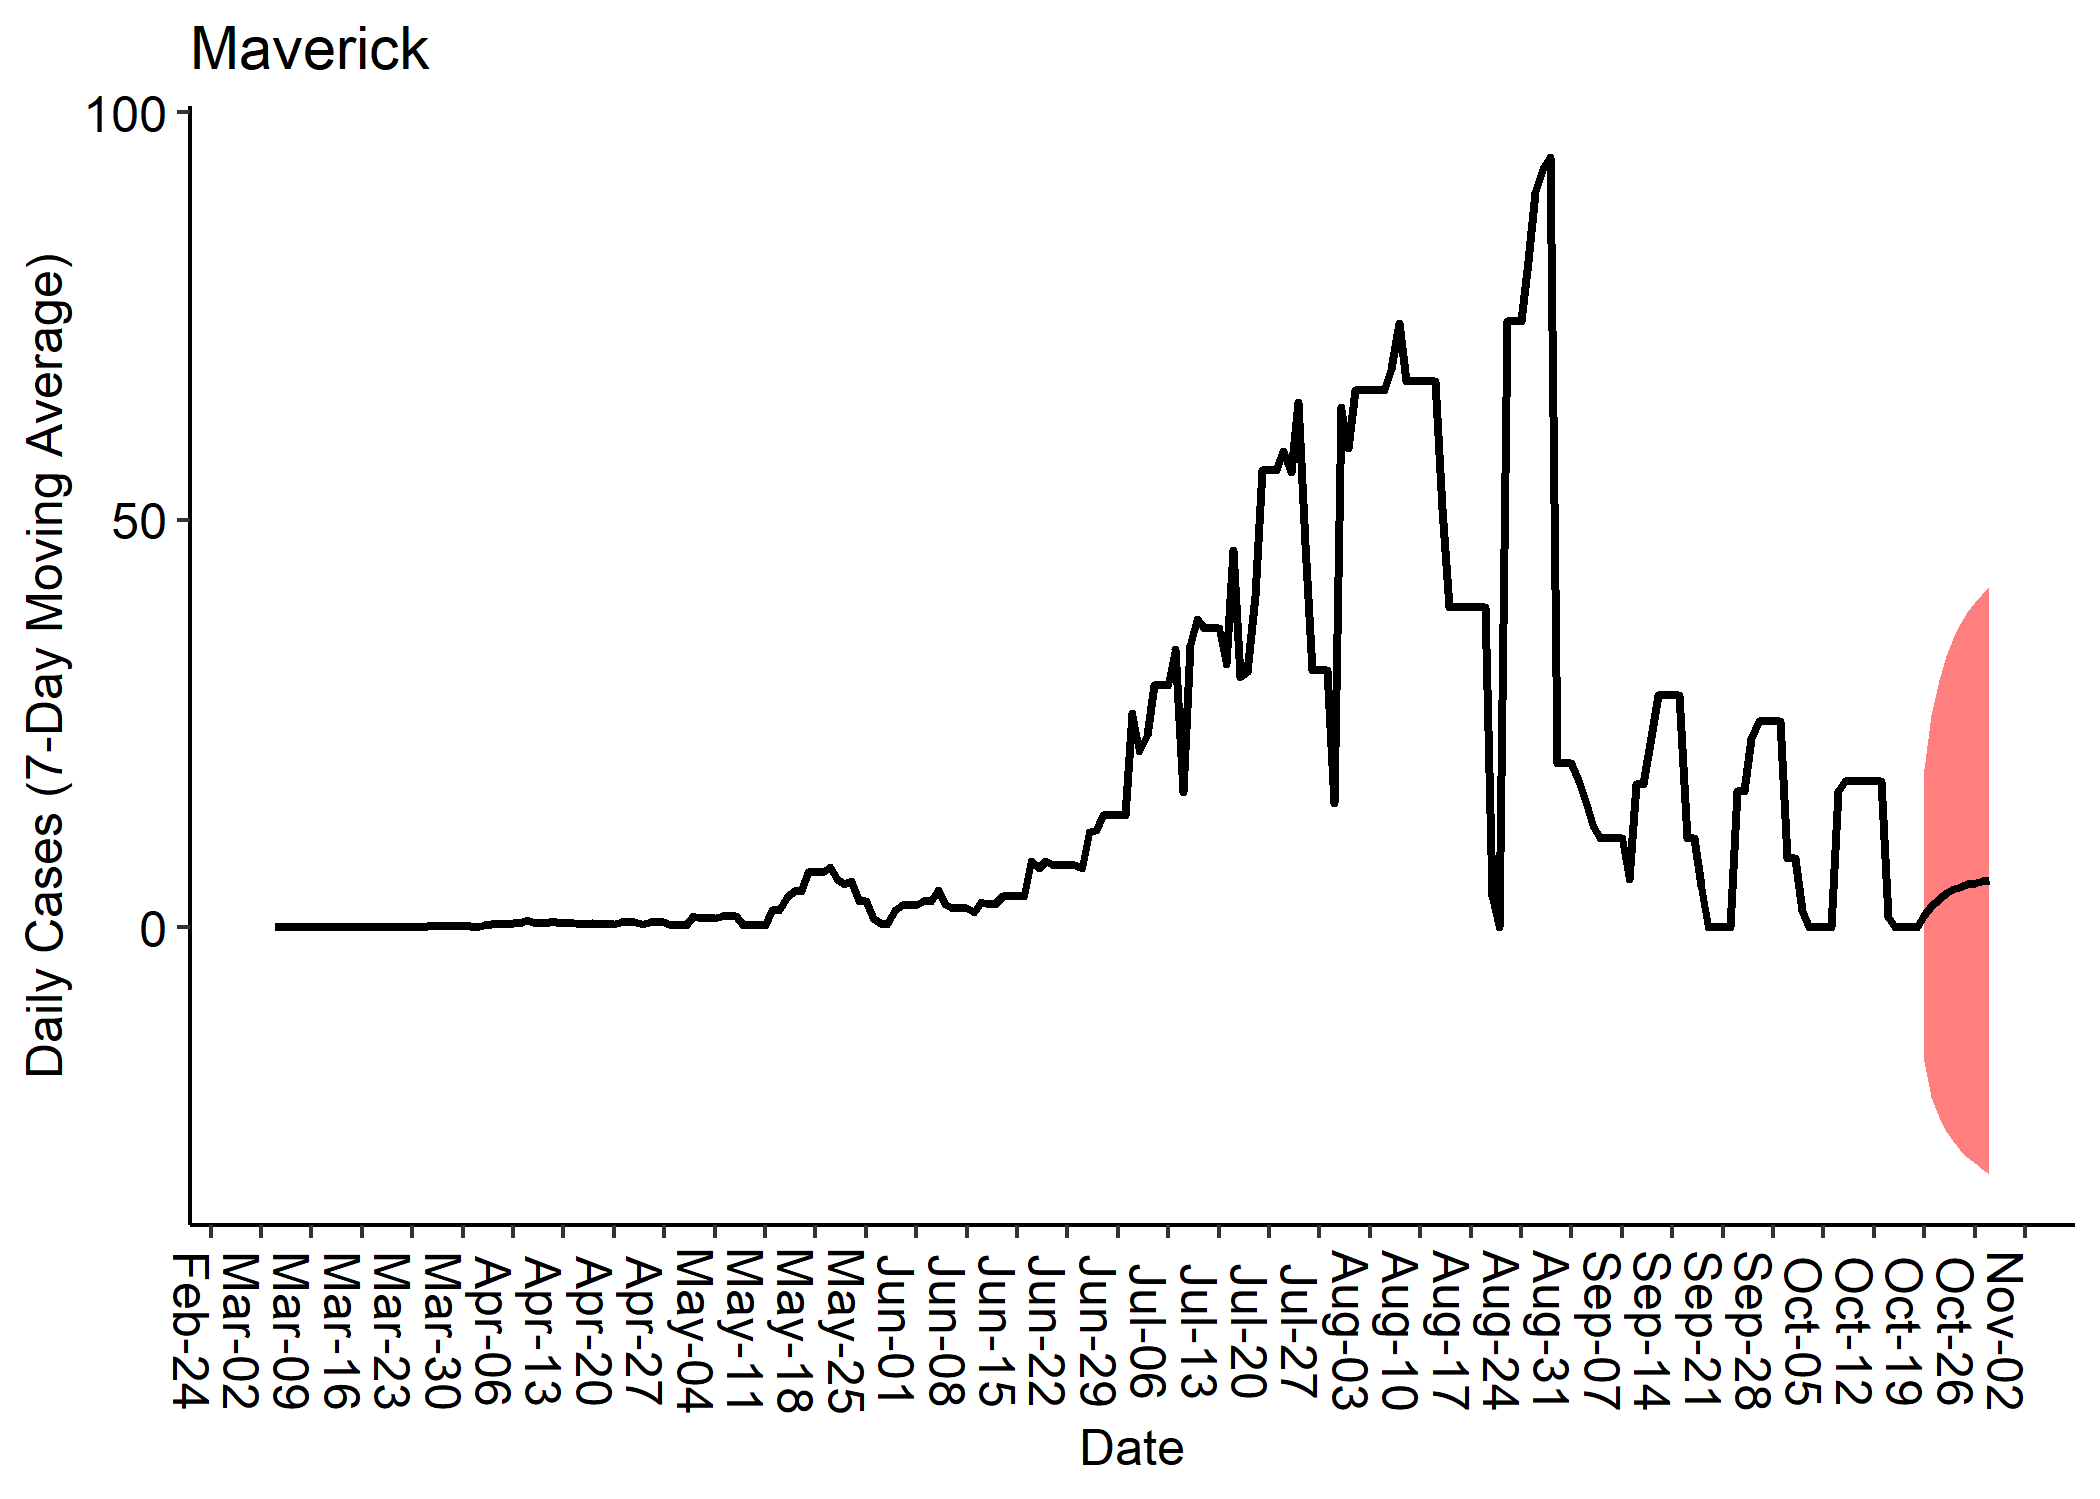 Maverick
100
50
0
Daily Cases (7-Day Moving Average)
Feb-24
Mar-02
Mar-09
Mar-16
Mar-23
Mar-30
Apr-06
Apr-13
Apr-20
Apr-27
May-04
May-11
May-18
May-25
Jun-01
Jun-08
Jun-15
Jun-22
Jun-29
Jul-06
Jul-13
Jul-20
Jul-27
Aug-03
Aug-10
Aug-17
Aug-24
Aug-31
Sep-07
Sep-14
Sep-21
Sep-28
Oct-05
Oct-12
Oct-19
Oct-26
Nov-02
Date